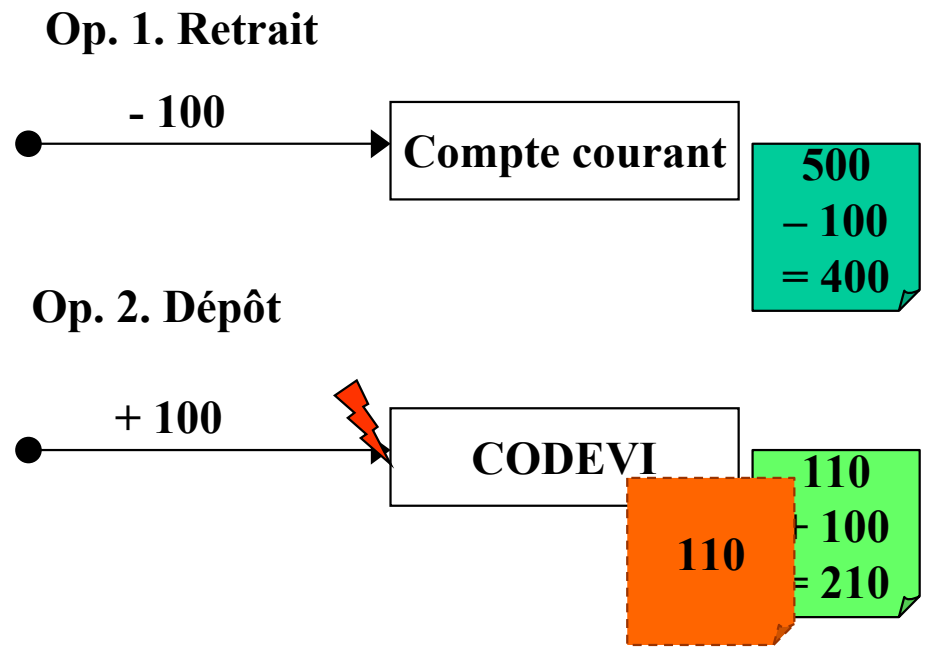 Op. 1. Retrait
- 100
Compte courant
500
– 100
= 400
Op. 2. Dépôt
+ 100
CODEVI
110
+ 100
= 210
110